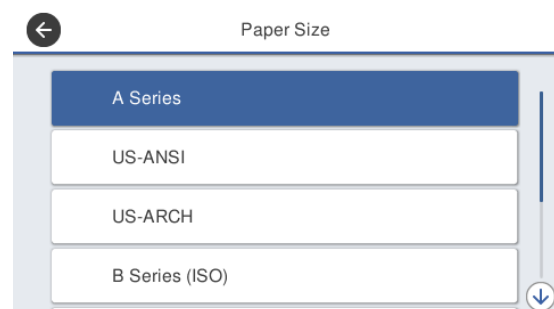 Paper Size
A Series
US-ANSI
US-ARCH
B Series (ISO)